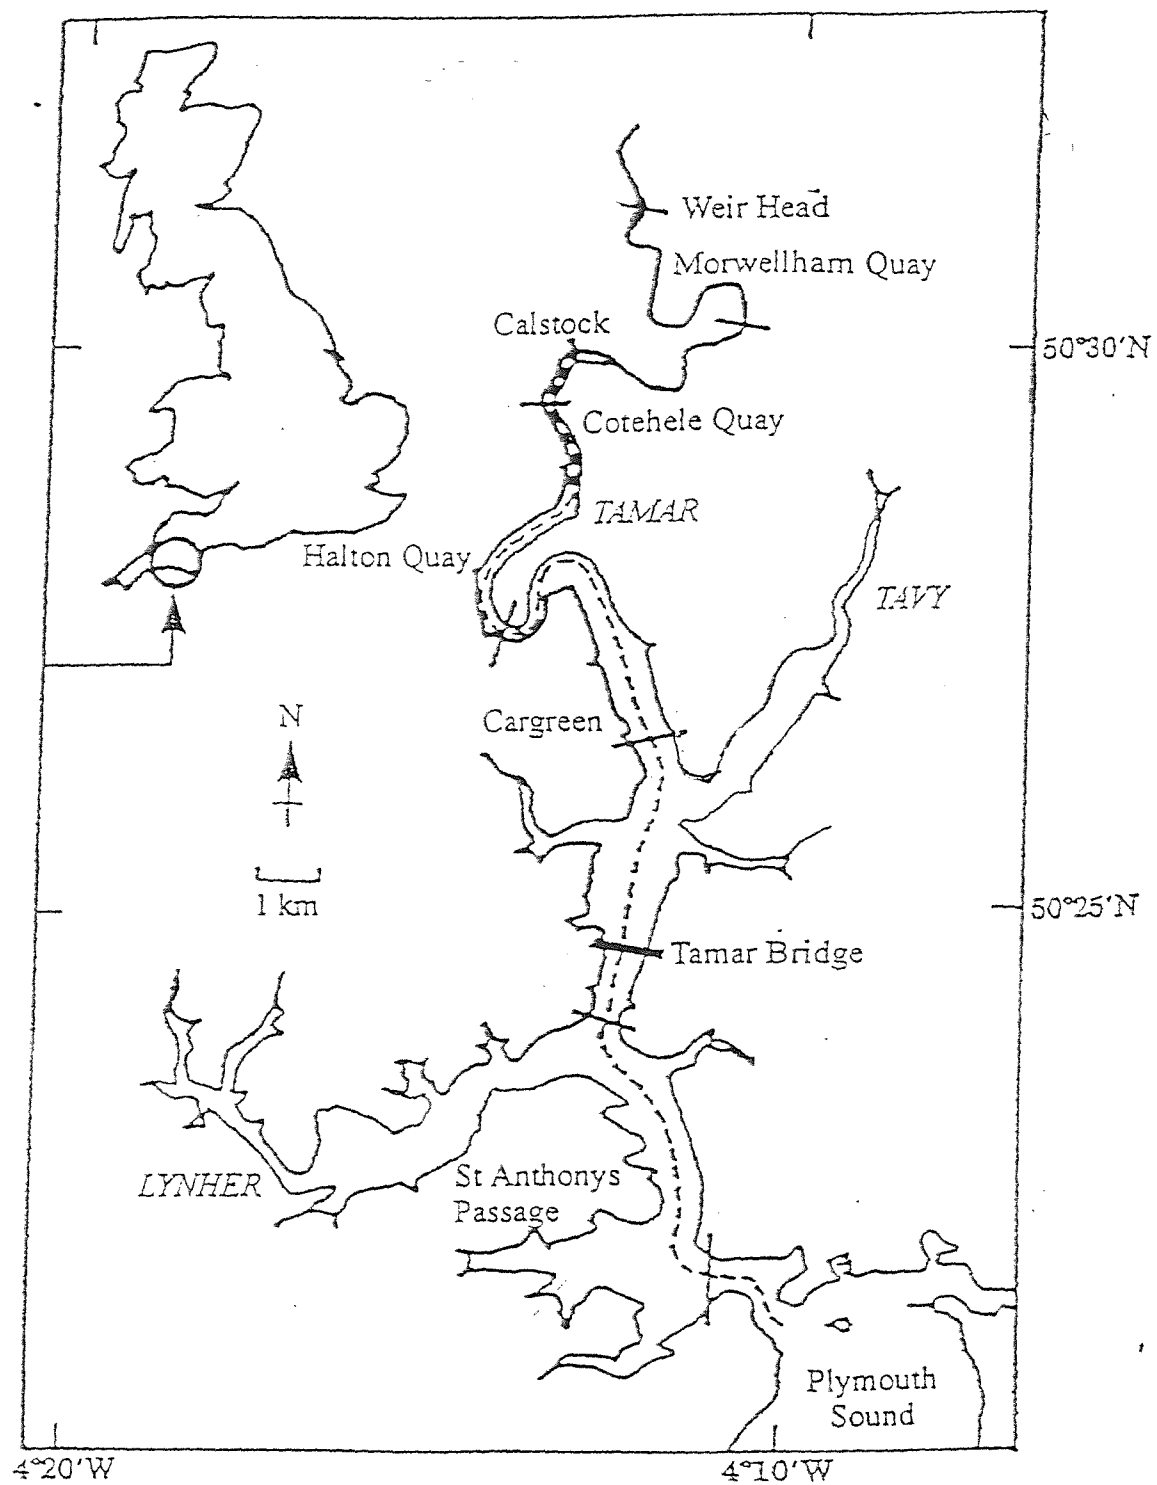 Weir Head
Morwellham Quay
Calstock
50°30'N
Cotehele Quay
TAMAR
Halton Quay
TAVY
N
Cargreen
1 km
50°25'N
Tamar Bridge
LYNHER
St Anthonys
Passage
Plymouth
Sound
4°20'W
4°10'W